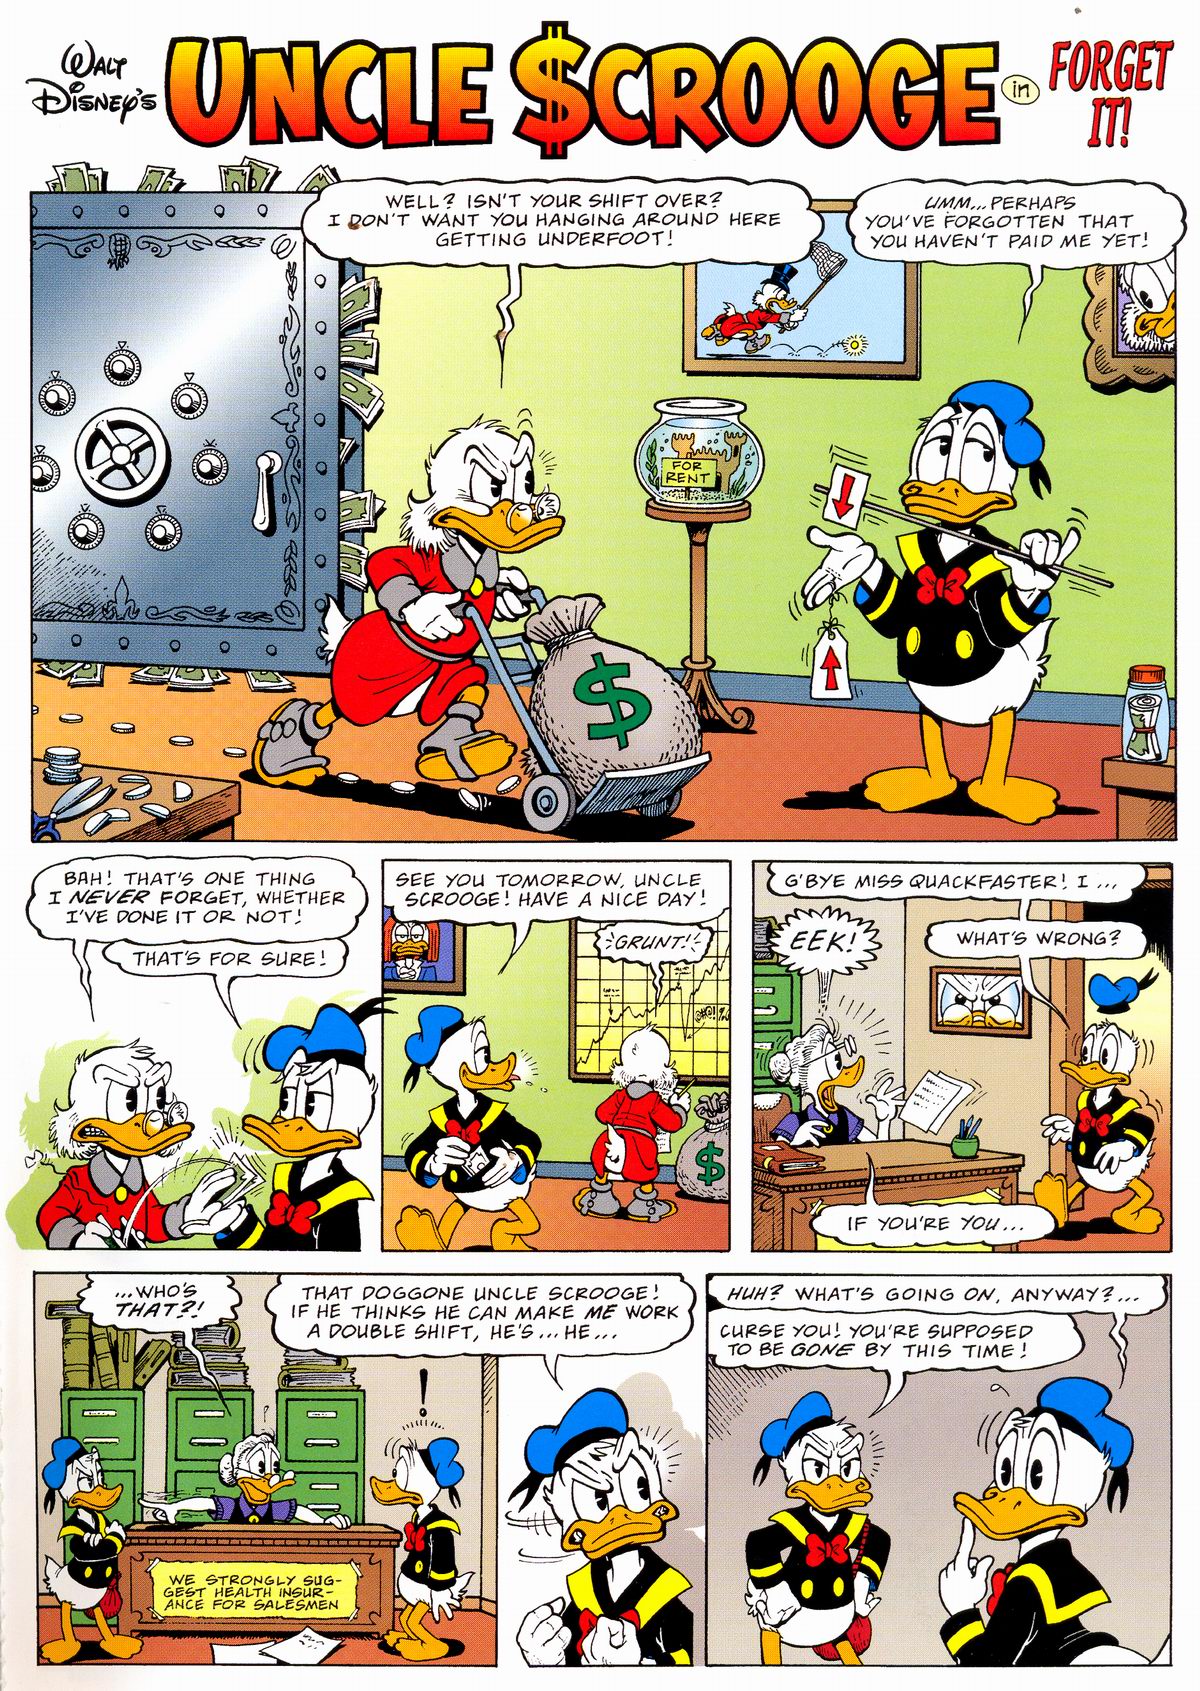 WALT
DISNEY'S
UNCLE $CROOGE
in
FORGET
IT!
WELL? ISN'T YOUR SHIFT OVER?
I DON'T WANT YOU HANGING AROUND HERE
GETTING UNDERFOOT!
UMM... PERHAPS
YOU'VE FORGOTTEN THAT
YOU HAVEN'T PAID ME YET!
FOR
RENT
$
BAH! THAT'S ONE THING
I NEVER FORGET, WHETHER
I'VE DONE IT OR NOT!
THAT'S FOR SURE!
SEE YOU TOMORROW, UNCLE
SCROOGE! HAVE A NICE DAY!
GRUNT!
$
G'BYE MISS QUACKFASTER! I ...
EEK!
WHAT'S WRONG?
IF YOU'RE YOU...
...WHO'S
THAT?!
!
WE STRONGLY SUG-
GEST HEALTH INSUR-
ANCE FOR SALESMEN
THAT DOGGONE UNCLE SCROOGE!
IF HE THINKS HE CAN MAKE ME WORK
A DOUBLE SHIFT, HE'S ... HE ...
HUH? WHAT'S GOING ON, ANYWAY?...
CURSE YOU! YOU'RE SUPPOSED
TO BE GONE BY THIS TIME!